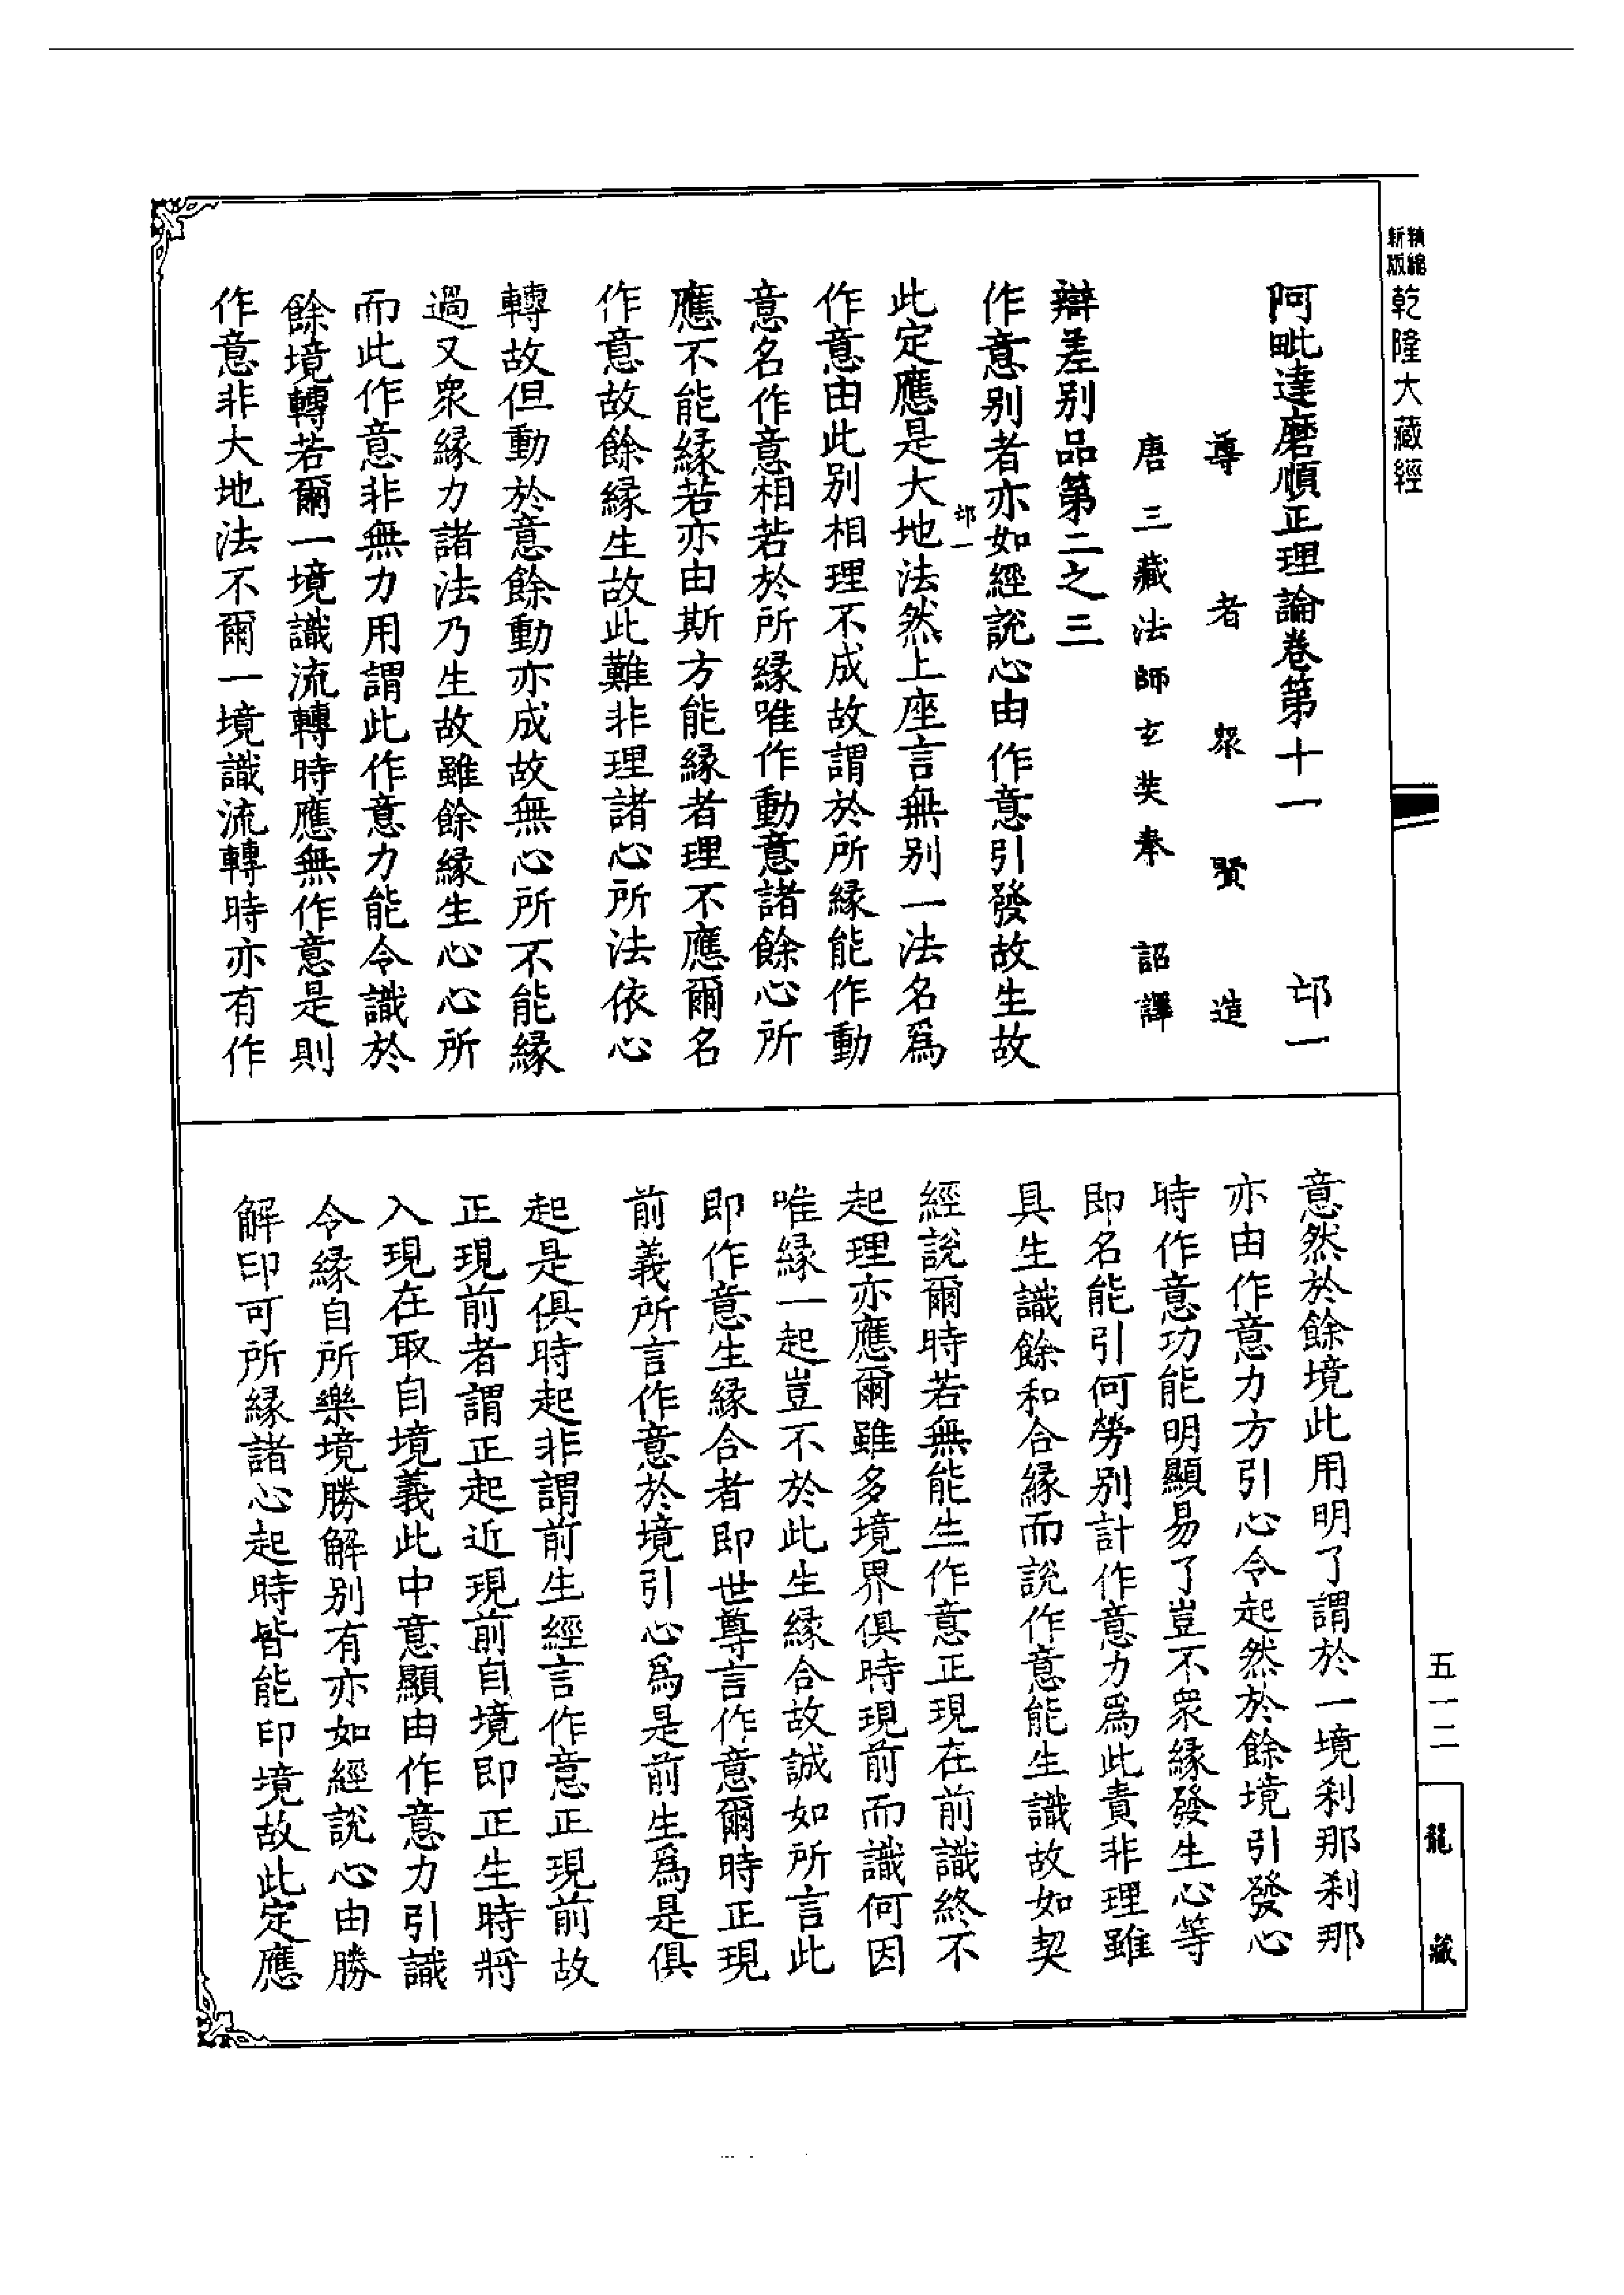 精縮新版乾隆大藏經
阿毗達磨順正理論卷第十一 邙一
尊者眾賢造
唐三藏法師玄奘奉 詔譯
辯差別品第二之三
作意別者亦如經說心由作意引發故生故
邙一
此定應是大地法然上座言無別一法名為
作意由此別相理不成故謂於所緣能作動
意名作意相若於所緣唯作動意諸餘心所
應不能緣若亦由斯方能緣者理不應爾名
作意故餘緣生故此難非理諸心所法依心
轉故但動於意餘動亦成故無心所不能緣
過又眾緣力諸法乃生故雖餘緣生心心所
而此作意非無力用謂此作意力能令識於
餘境轉若爾一境識流轉時應無作意是則
作意非大地法不爾一境識流轉時亦有作
意然於餘境此用明了謂於一境剎那剎那
亦由作意力方引心令起然於餘境引發心
時作意功能明顯易了豈不眾緣發生心等
即名能引何勞別計作意力為此責非理雖
具生識餘和合緣而說作意能生識故如契
經說爾時若無能生作意正現在前識終不
起理亦應爾雖多境界俱時現前而識何因
唯緣一起豈不於此生緣合故誠如所言此
即作意生緣合者即世尊言作意爾時正現
前義所言作意於境引心為是前生為是俱
起是俱時起非謂前生經言作意正現前故
正現前者謂正起近現前自境即正生時將
入現在取自境義此中意顯由作意力引識
令緣自所樂境勝解別有亦如經說心由勝
解印可所緣諸心起時皆能印境故此定應
五一二
龍藏